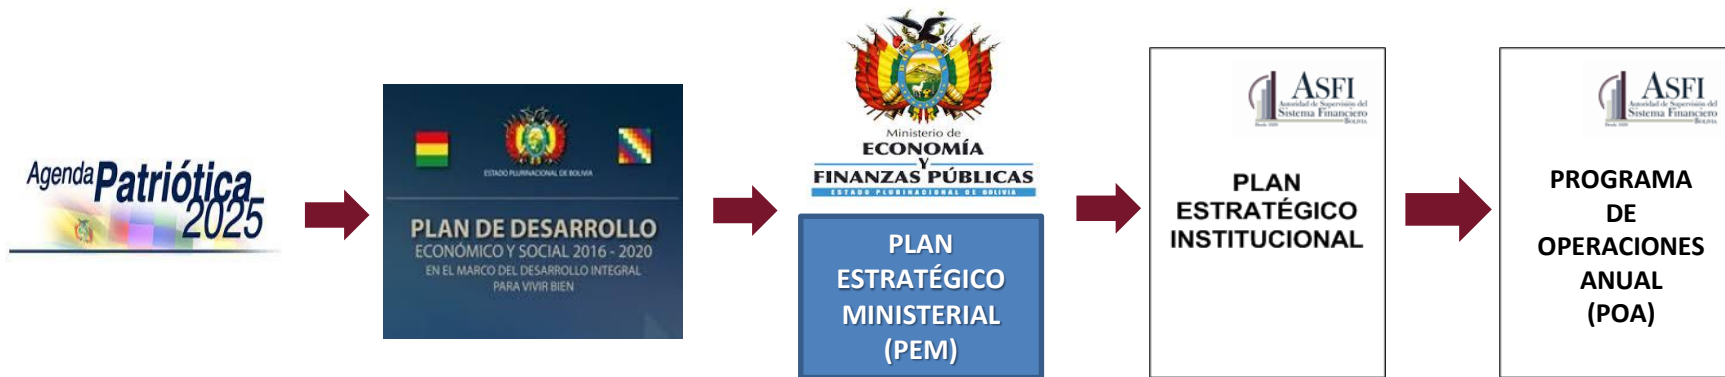 Agenda Patriótica
2025
ESTADO PLURINACIONAL DE BOLIVIA
PLAN DE DESARROLLO
ECONÓMICO Y SOCIAL 2016 - 2020
EN EL MARCO DEL DESARROLLO INTEGRAL
PARA VIVIR BIEN
Ministerio de
ECONOMÍA
Y
FINANZAS PÚBLICAS
ESTADO PLURINACIONAL DE BOLIVIA
PLAN
ESTRATÉGICO
MINISTERIAL
(PEM)
ASFI
Autoridad de Supervisión del
Sistema Financiero
BOLIVIA
PLAN
ESTRATÉGICO
INSTITUCIONAL
ASFI
Autoridad de Supervisión del
Sistema Financiero
BOLIVIA
PROGRAMA
DE
OPERACIONES
ANUAL
(POA)